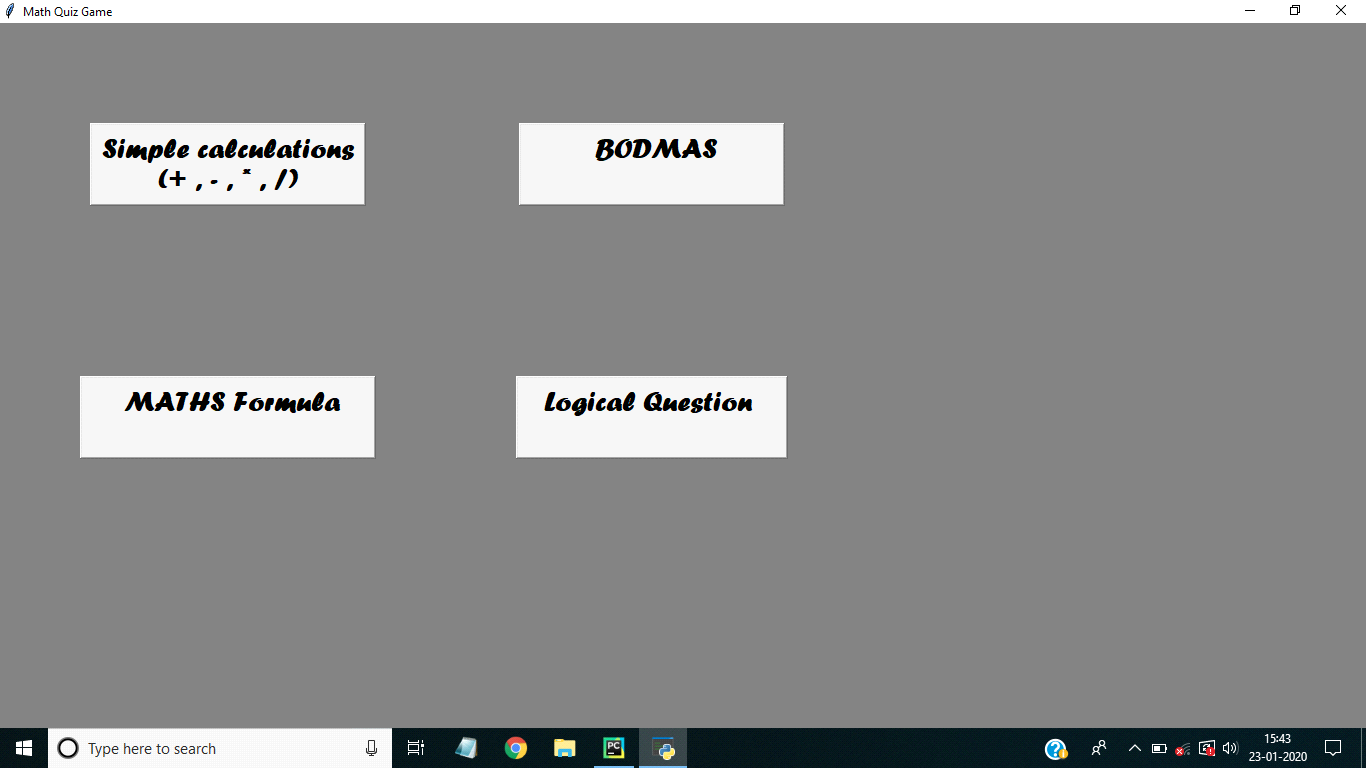 Math Quiz Game
Simple calculations
(+ , - , * , /)
BODMAS
MATHS Formula
Logical Question
Type here to search
PC
15:43
23-01-2020